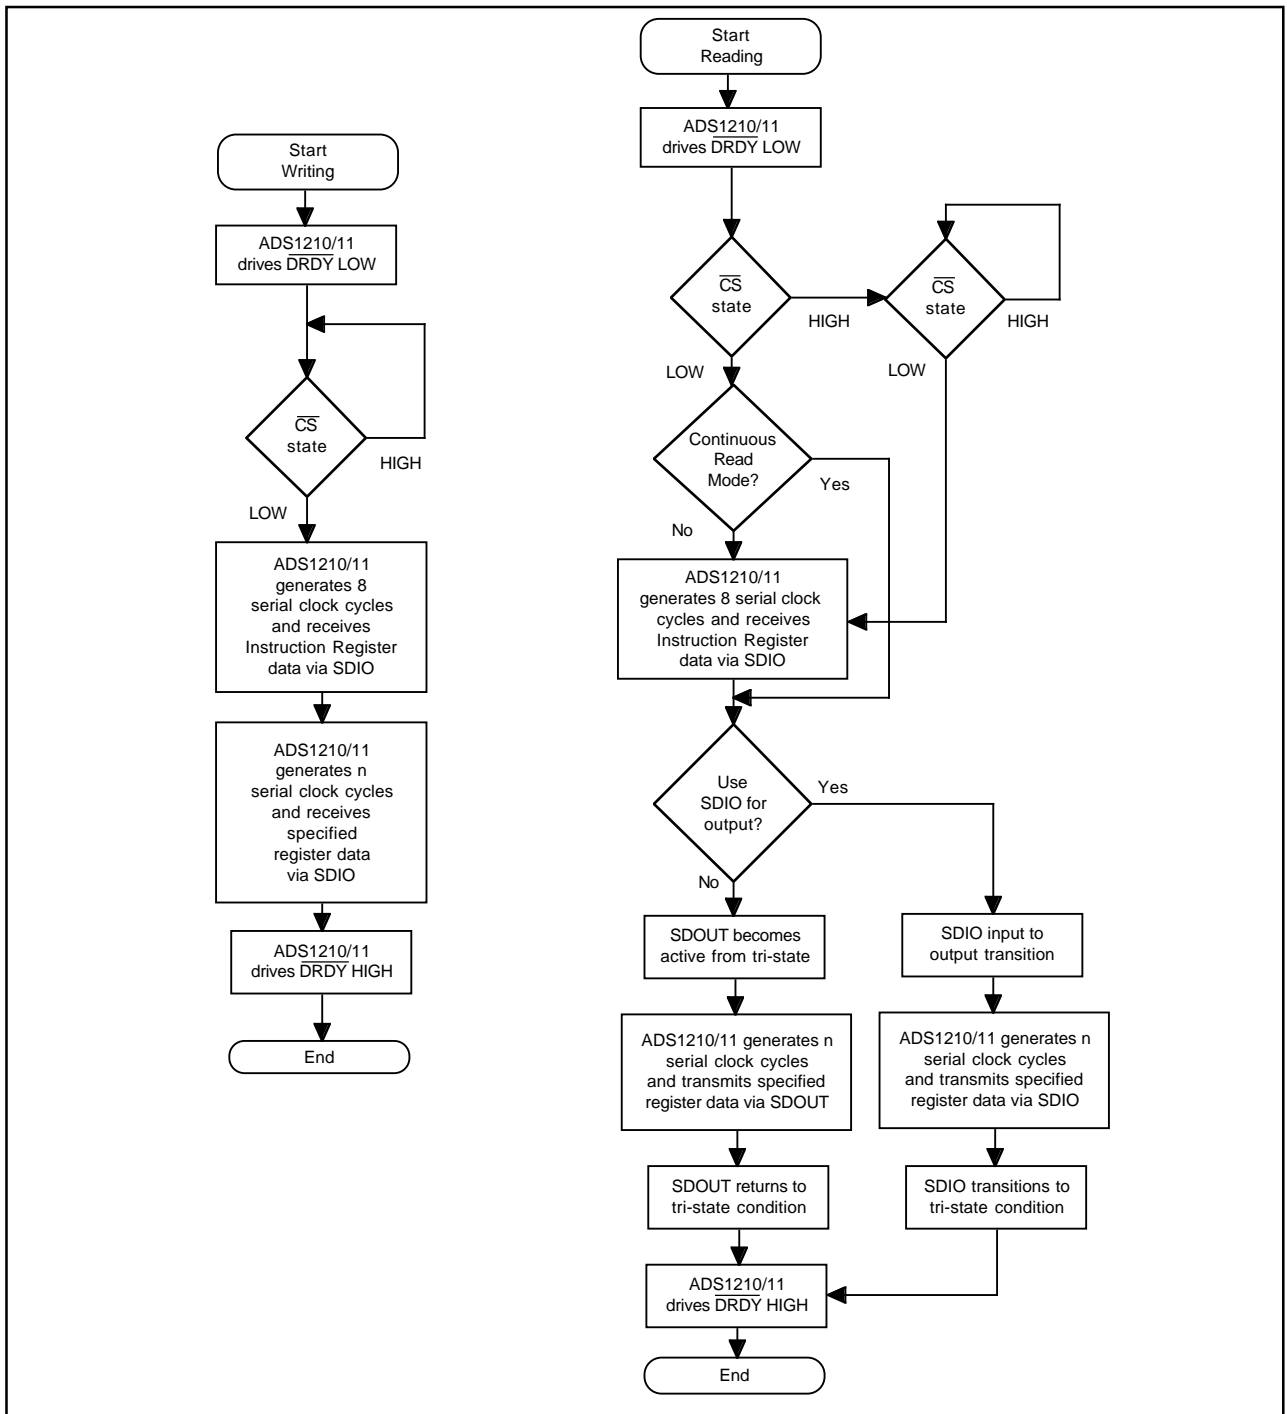 Start
Writing
ADS1210/11
drives DRDY LOW
CS
state
HIGH
LOW
ADS1210/11
generates 8
serial clock cycles
and receives
Instruction Register
data via SDIO
ADS1210/11
generates n
serial clock cycles
and receives
specified
register data
via SDIO
ADS1210/11
drives DRDY HIGH
End
Start
Reading
ADS1210/11
drives DRDY LOW
CS
state
HIGH
LOW
CS
state
HIGH
LOW
Continuous
Read
Mode?
Yes
No
ADS1210/11
generates 8 serial clock
cycles and receives
Instruction Register
data via SDIO
Use
SDIO for
output?
Yes
No
SDOUT becomes
active from tri-state
ADS1210/11 generates n
serial clock cycles
and transmits specified
register data via SDOUT
SDOUT returns to
tri-state condition
SDIO input to
output transition
ADS1210/11 generates n
serial clock cycles
and transmits specified
register data via SDIO
SDIO transitions to
tri-state condition
ADS1210/11
drives DRDY HIGH
End